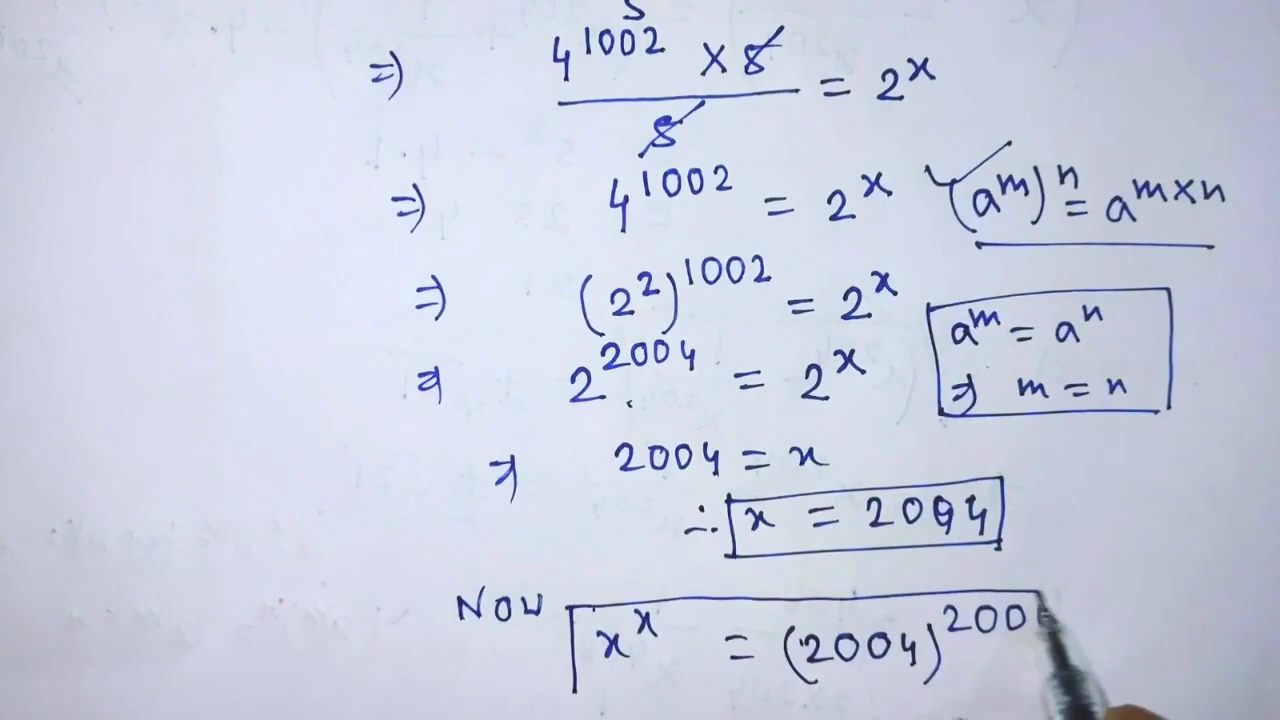 ⇒ 4^1002 × 8 / 8 = 2^x
⇒ 4^1002 = 2^x (a^m)^n = a^m×n
⇒ (2^2)^1002 = 2^x
a^m = a^n
⇒ 2^2004 = 2^x
⇒ m = n
⇒ 2004 = x
∴ x = 2004
Now x^x = (2004)^200